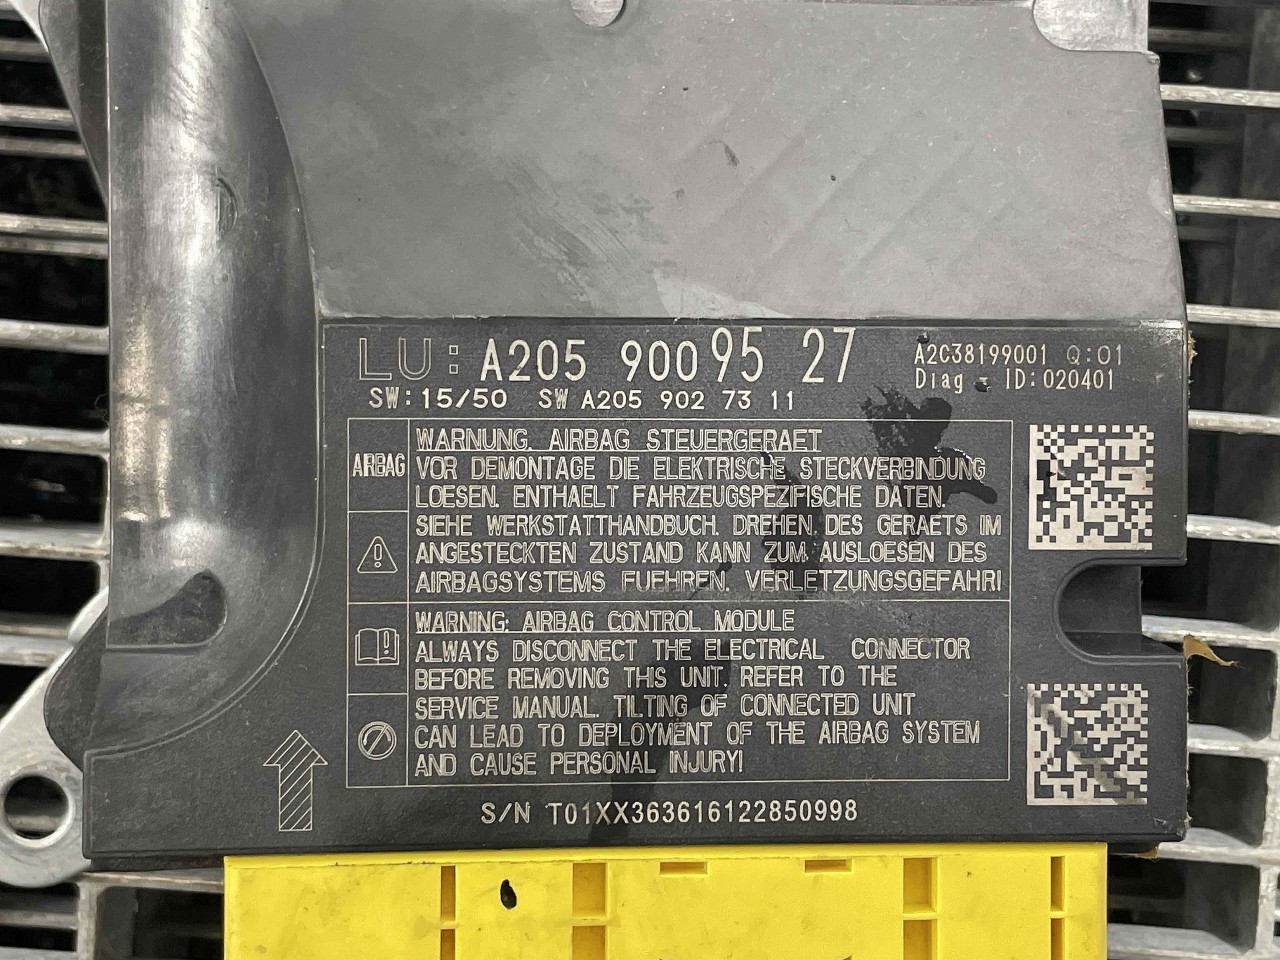 LU: A205 900 95 27
A2C38199001 Q:01
SW: 15/50 SW A205 902 73 11
Diag - ID: 020401
AIRBAG
WARNUNG. AIRBAG STEUERGERAET
VOR DEMONTAGE DIE ELEKTRISCHE STECKVERBINDUNG
LOESEN. ENTHAELT FAHRZEUGSPEZIFISCHE DATEN.
SIEHE WERKSTATTHANDBUCH. DREHEN DES GERAETS IM
ANGESTECKTEN ZUSTAND KANN ZUM AUSLOESEN DES
AIRBAGSYSTEMS FUEHREN. VERLETZUNGSGEFAHR!
WARNING: AIRBAG CONTROL MODULE
ALWAYS DISCONNECT THE ELECTRICAL CONNECTOR
BEFORE REMOVING THIS UNIT. REFER TO THE
SERVICE MANUAL. TILTING OF CONNECTED UNIT
CAN LEAD TO DEPLOYMENT OF THE AIRBAG SYSTEM
AND CAUSE PERSONAL INJURY!
S/N T01XX363616122850998